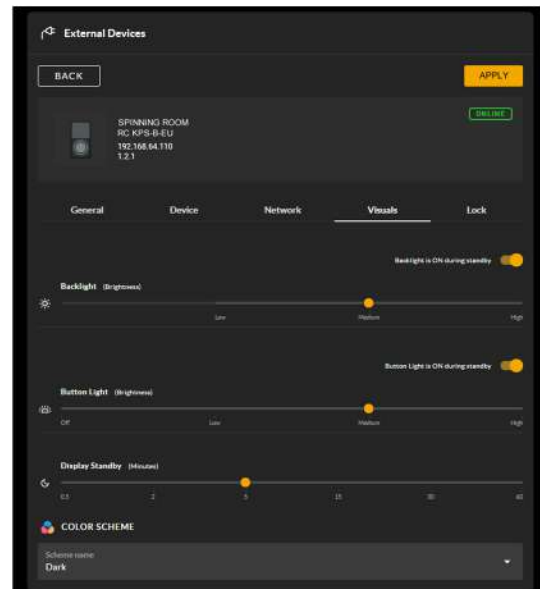 External Devices
BACK
APPLY
SPINNING ROOM
ONLINE
RC KPS-B-EU
192.168.64.110
1.2.1
General Device Network Visuals Lock
Backlight is ON during standby
Backlight (Brightness)
Low Medium High
Button Light is ON during standby
Button Light (Brightness)
Off Low Medium High
Display Standby (Minutes)
0.5 2 5 15 30 60
COLOR SCHEME
Scheme name
Dark